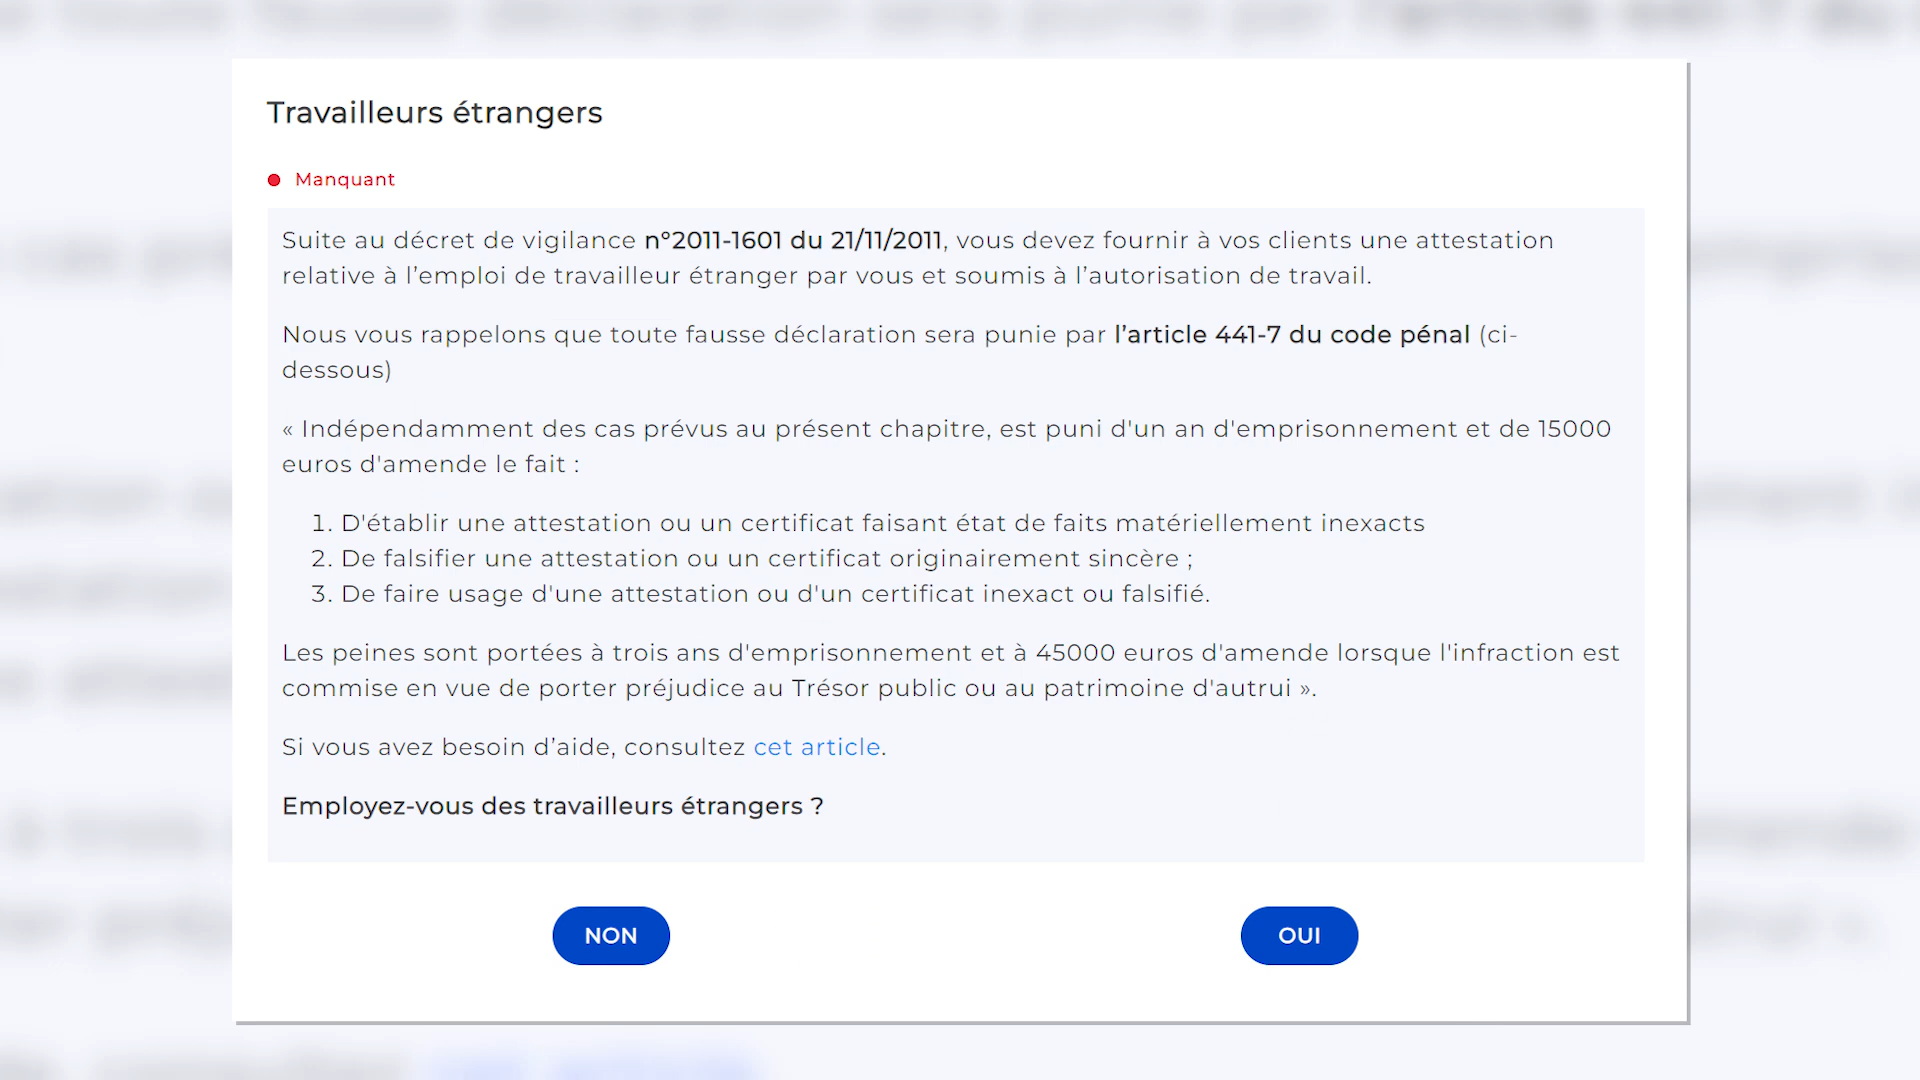 Travailleurs étrangers
Manquant
Suite au décret de vigilance n°2011-1601 du 21/11/2011, vous devez fournir à vos clients une attestation
relative à l’emploi de travailleur étranger par vous et soumis à l’autorisation de travail.
Nous vous rappelons que toute fausse déclaration sera punie par l’article 441-7 du code pénal (ci-
dessous)
« Indépendamment des cas prévus au présent chapitre, est puni d'un an d'emprisonnement et de 15000
euros d'amende le fait :
1. D'établir une attestation ou un certificat faisant état de faits matériellement inexacts
2. De falsifier une attestation ou un certificat originairement sincère ;
3. De faire usage d'une attestation ou d'un certificat inexact ou falsifié.
Les peines sont portées à trois ans d'emprisonnement et à 45000 euros d'amende lorsque l'infraction est
commise en vue de porter préjudice au Trésor public ou au patrimoine d'autrui ».
Si vous avez besoin d’aide, consultez cet article.
Employez-vous des travailleurs étrangers ?
NON
OUI